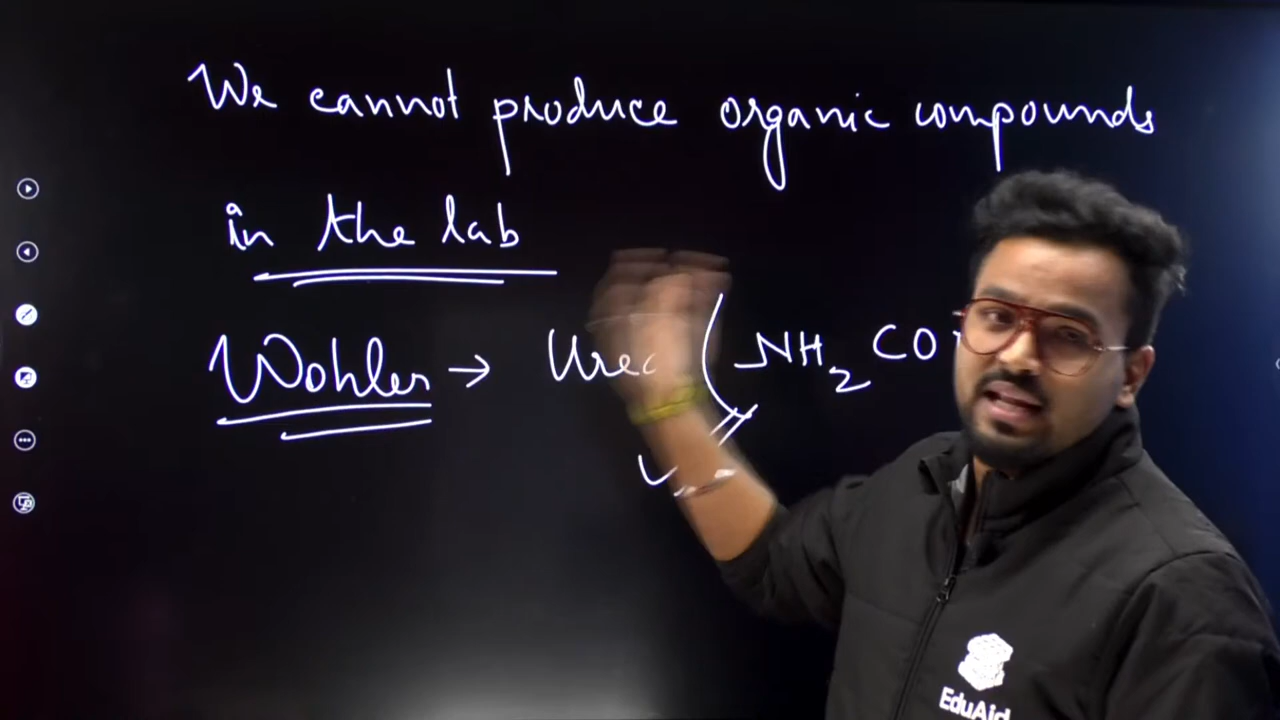 We cannot produce organic compounds
in the lab
Wohler → Urea (NH₂CO
EduAid